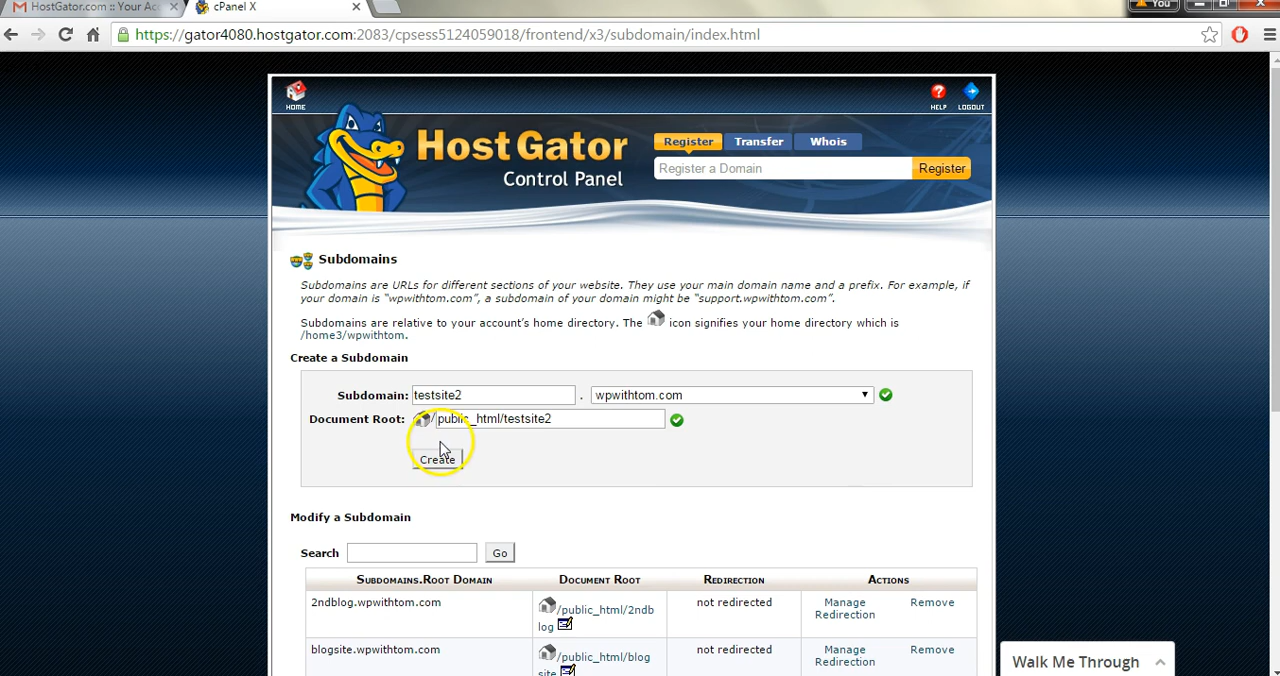 HostGator.com :: Your Ac
cPanel X
You
https://gator4080.hostgator.com:2083/cpsess5124059018/frontend/x3/subdomain/index.html
HOME
HELP
LOGOUT
HostGator
Control Panel
Register Transfer Whois
Register a Domain
Register
Subdomains
Subdomains are URLs for different sections of your website. They use your main domain name and a prefix. For example, if
your domain is “wpwithtom.com”, a subdomain of your domain might be “support.wpwithtom.com”.
Subdomains are relative to your account’s home directory. The icon signifies your home directory which is
/home3/wpwithtom.
Create a Subdomain
Subdomain: testsite2 . wpwithtom.com
Document Root: / public_html/testsite2
Create
Modify a Subdomain
Search Go
Subdomains.Root Domain Document Root Redirection Actions
2ndblog.wpwithtom.com /public_html/2ndb not redirected Manage Remove
log Redirection
blogsite.wpwithtom.com /public_html/blog not redirected Manage Remove
site Redirection
Walk Me Through